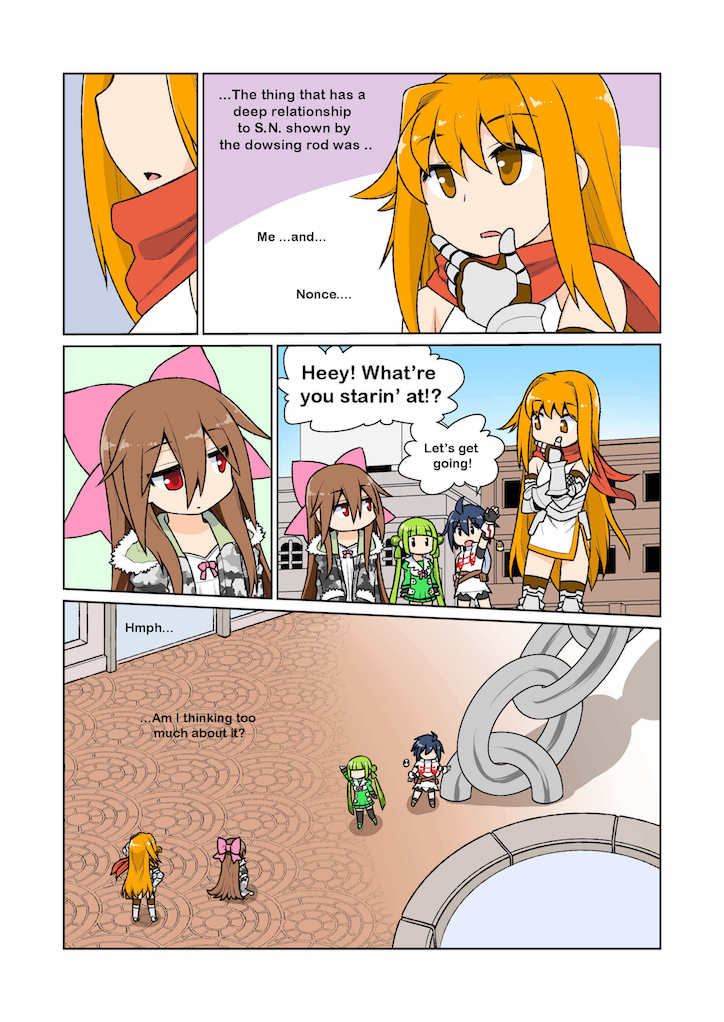 ...The thing that has a
deep relationship
to S.N. shown by
the dowsing rod was ..
Me ...and...
Nonce....
Heey! What're
you starin' at!?
Let's get
going!
Hmph...
...Am I thinking too
much about it?